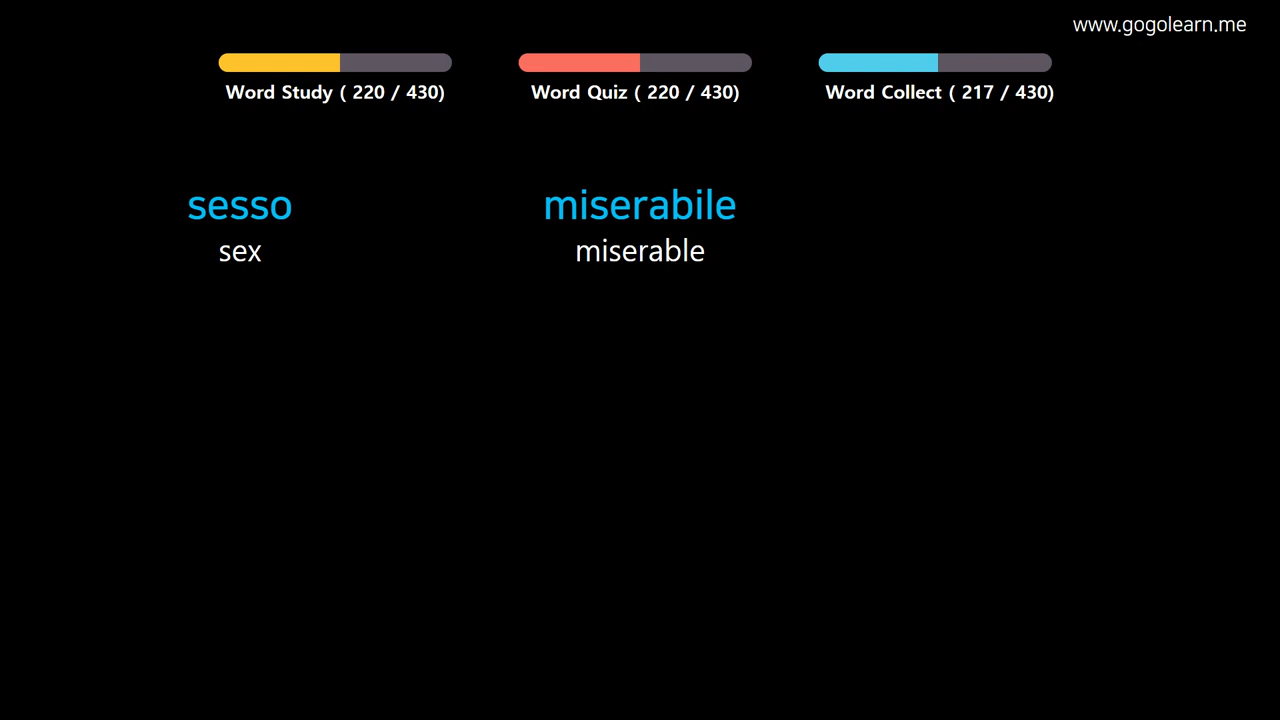 www.gogolearn.me
Word Study ( 220 / 430)
Word Quiz ( 220 / 430)
Word Collect ( 217 / 430)
sesso
sex
miserabile
miserable